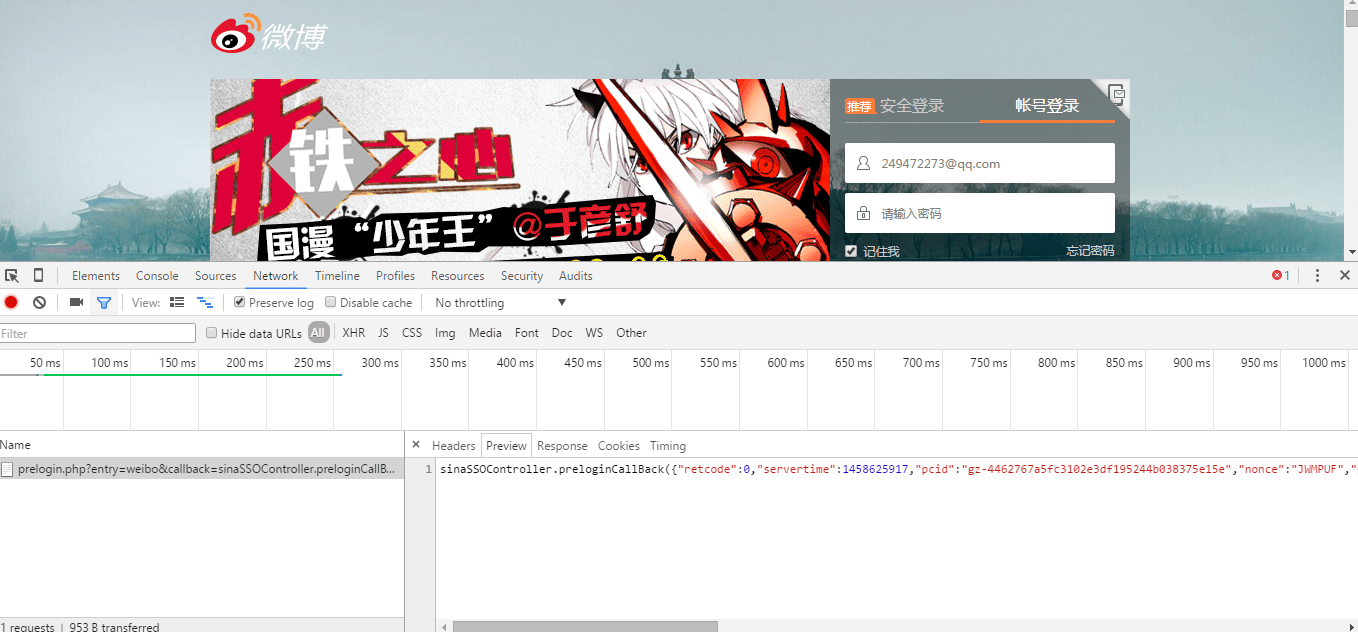 微博
赤铁之心
国漫“少年王”@于彦舒
推荐 安全登录 帐号登录
249472273@qq.com
请输入密码
记住我 忘记密码
Elements Console Sources Network Timeline Profiles Resources Security Audits 1
View: Preserve log Disable cache No throttling
Filter Hide data URLs All XHR JS CSS Img Media Font Doc WS Other
50 ms 100 ms 150 ms 200 ms 250 ms 300 ms 350 ms 400 ms 450 ms 500 ms 550 ms 600 ms 650 ms 700 ms 750 ms 800 ms 850 ms 900 ms 950 ms 1000 ms
Name Headers Preview Response Cookies Timing
prelogin.php?entry=weibo&callback=sinaSSOController.preloginCallB...
1 sinaSSOController.preloginCallBack({"retcode":0,"servertime":1458625917,"pcid":"gz-4462767a5fc3102e3df195244b038375e15e","nonce":"JWMPUF","
1 requests | 953 B transferred